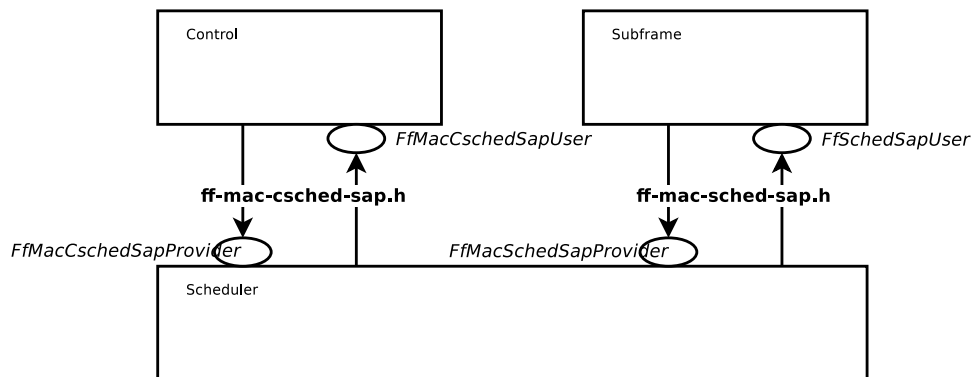 Control
Subframe
FfMacCschedSapUser
FfSchedSapUser
ff-mac-csched-sap.h
ff-mac-sched-sap.h
FfMacCschedSapProvider
FfMacSchedSapProvider
Scheduler